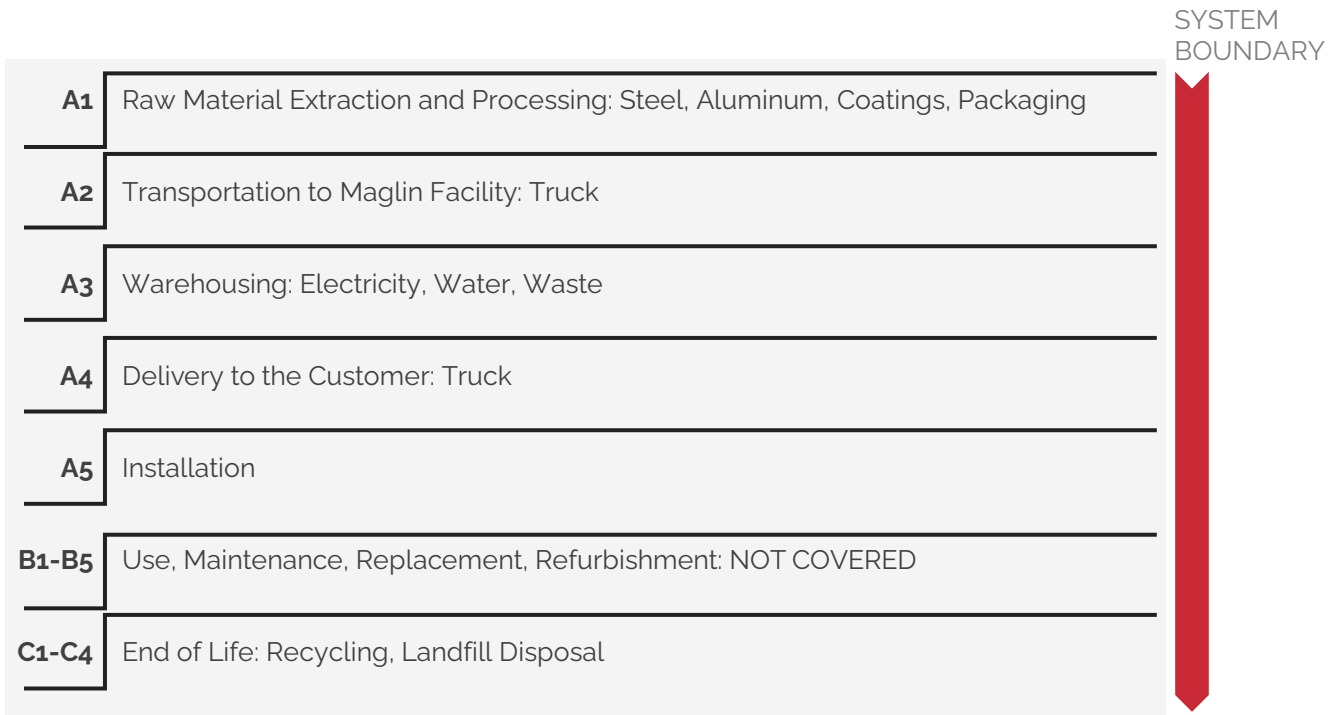 SYSTEM
BOUNDARY
A1 Raw Material Extraction and Processing: Steel, Aluminum, Coatings, Packaging
A2 Transportation to Maglin Facility: Truck
A3 Warehousing: Electricity, Water, Waste
A4 Delivery to the Customer: Truck
A5 Installation
B1-B5 Use, Maintenance, Replacement, Refurbishment: NOT COVERED
C1-C4 End of Life: Recycling, Landfill Disposal